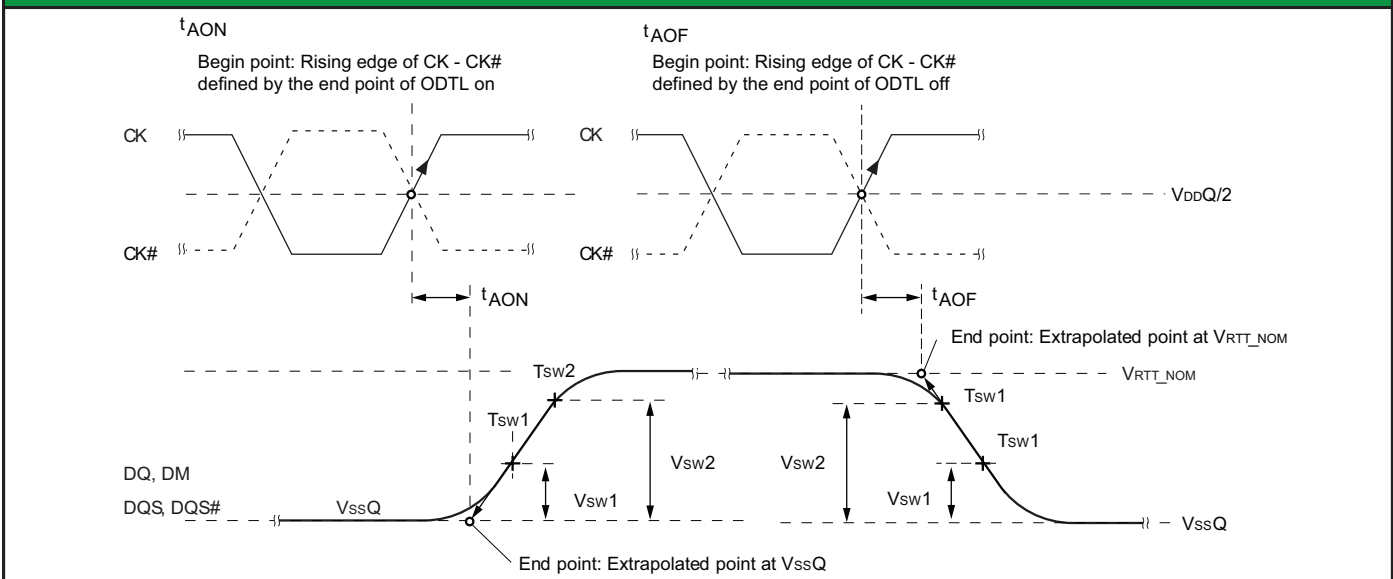 tAON
Begin point: Rising edge of CK - CK#
defined by the end point of ODTL on
tAOF
Begin point: Rising edge of CK - CK#
defined by the end point of ODTL off
CK
CK
VDDQ/2
CK#
CK#
tAON
tAOF
End point: Extrapolated point at VRTT_NOM
TSW2
VRTT_NOM
TSW1
TSW1
TSW1
DQ, DM
VSW2
VSW2
VSW1
VSW1
DQS, DQS#
VSSQ
VSSQ
End point: Extrapolated point at VSSQ